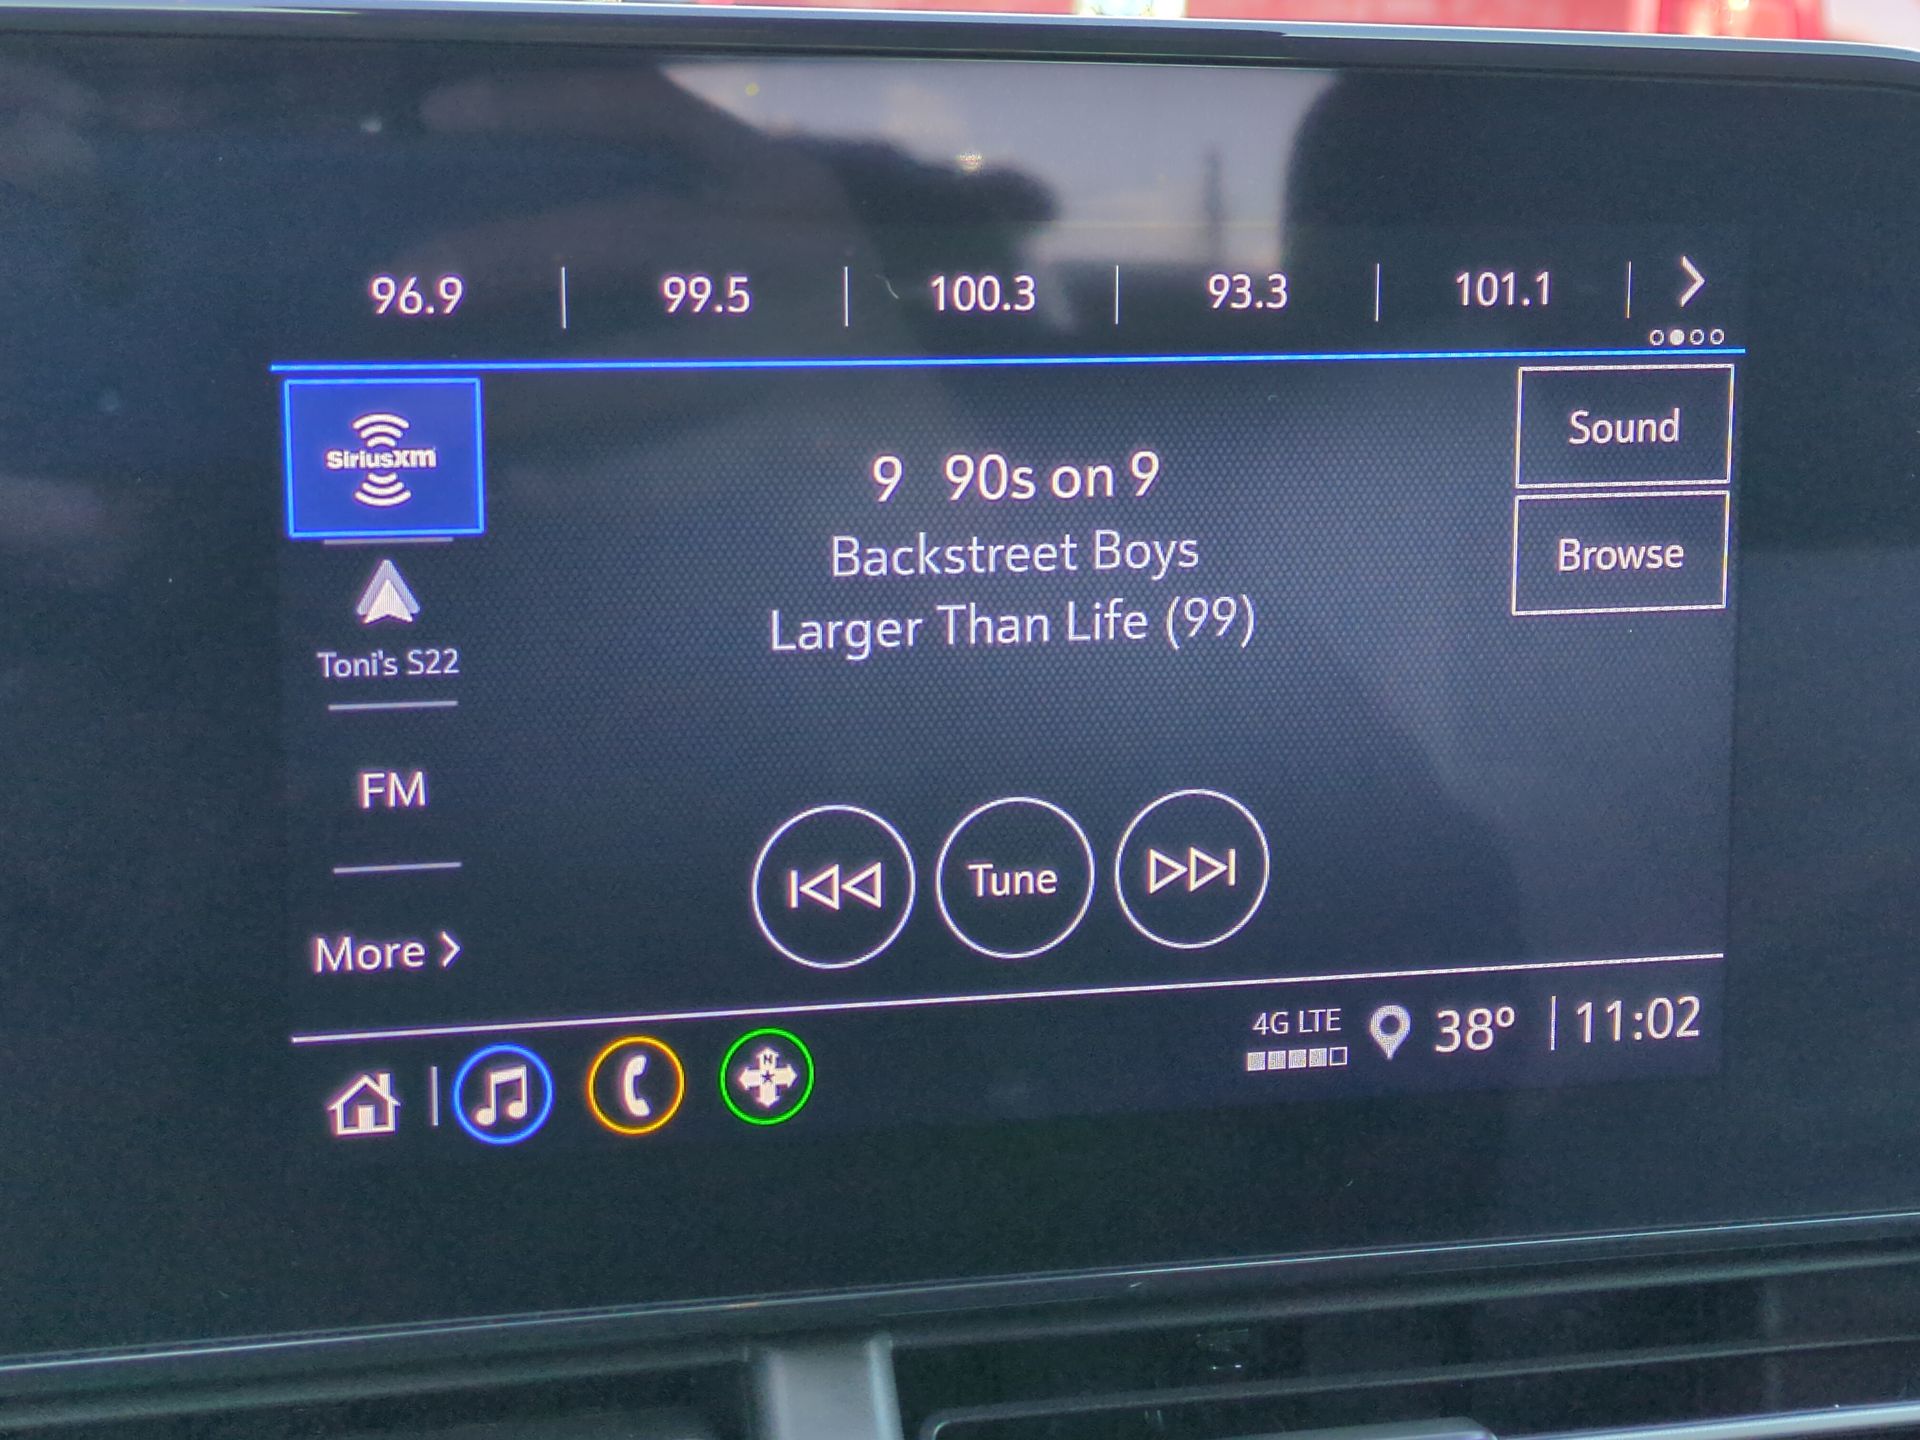 96.9 99.5 100.3 93.3 101.1
SiriusXM
Sound
9 90s on 9
Backstreet Boys
Browse
Larger Than Life (99)
Toni's S22
FM
Tune
More
4G LTE
38° 11:02
N